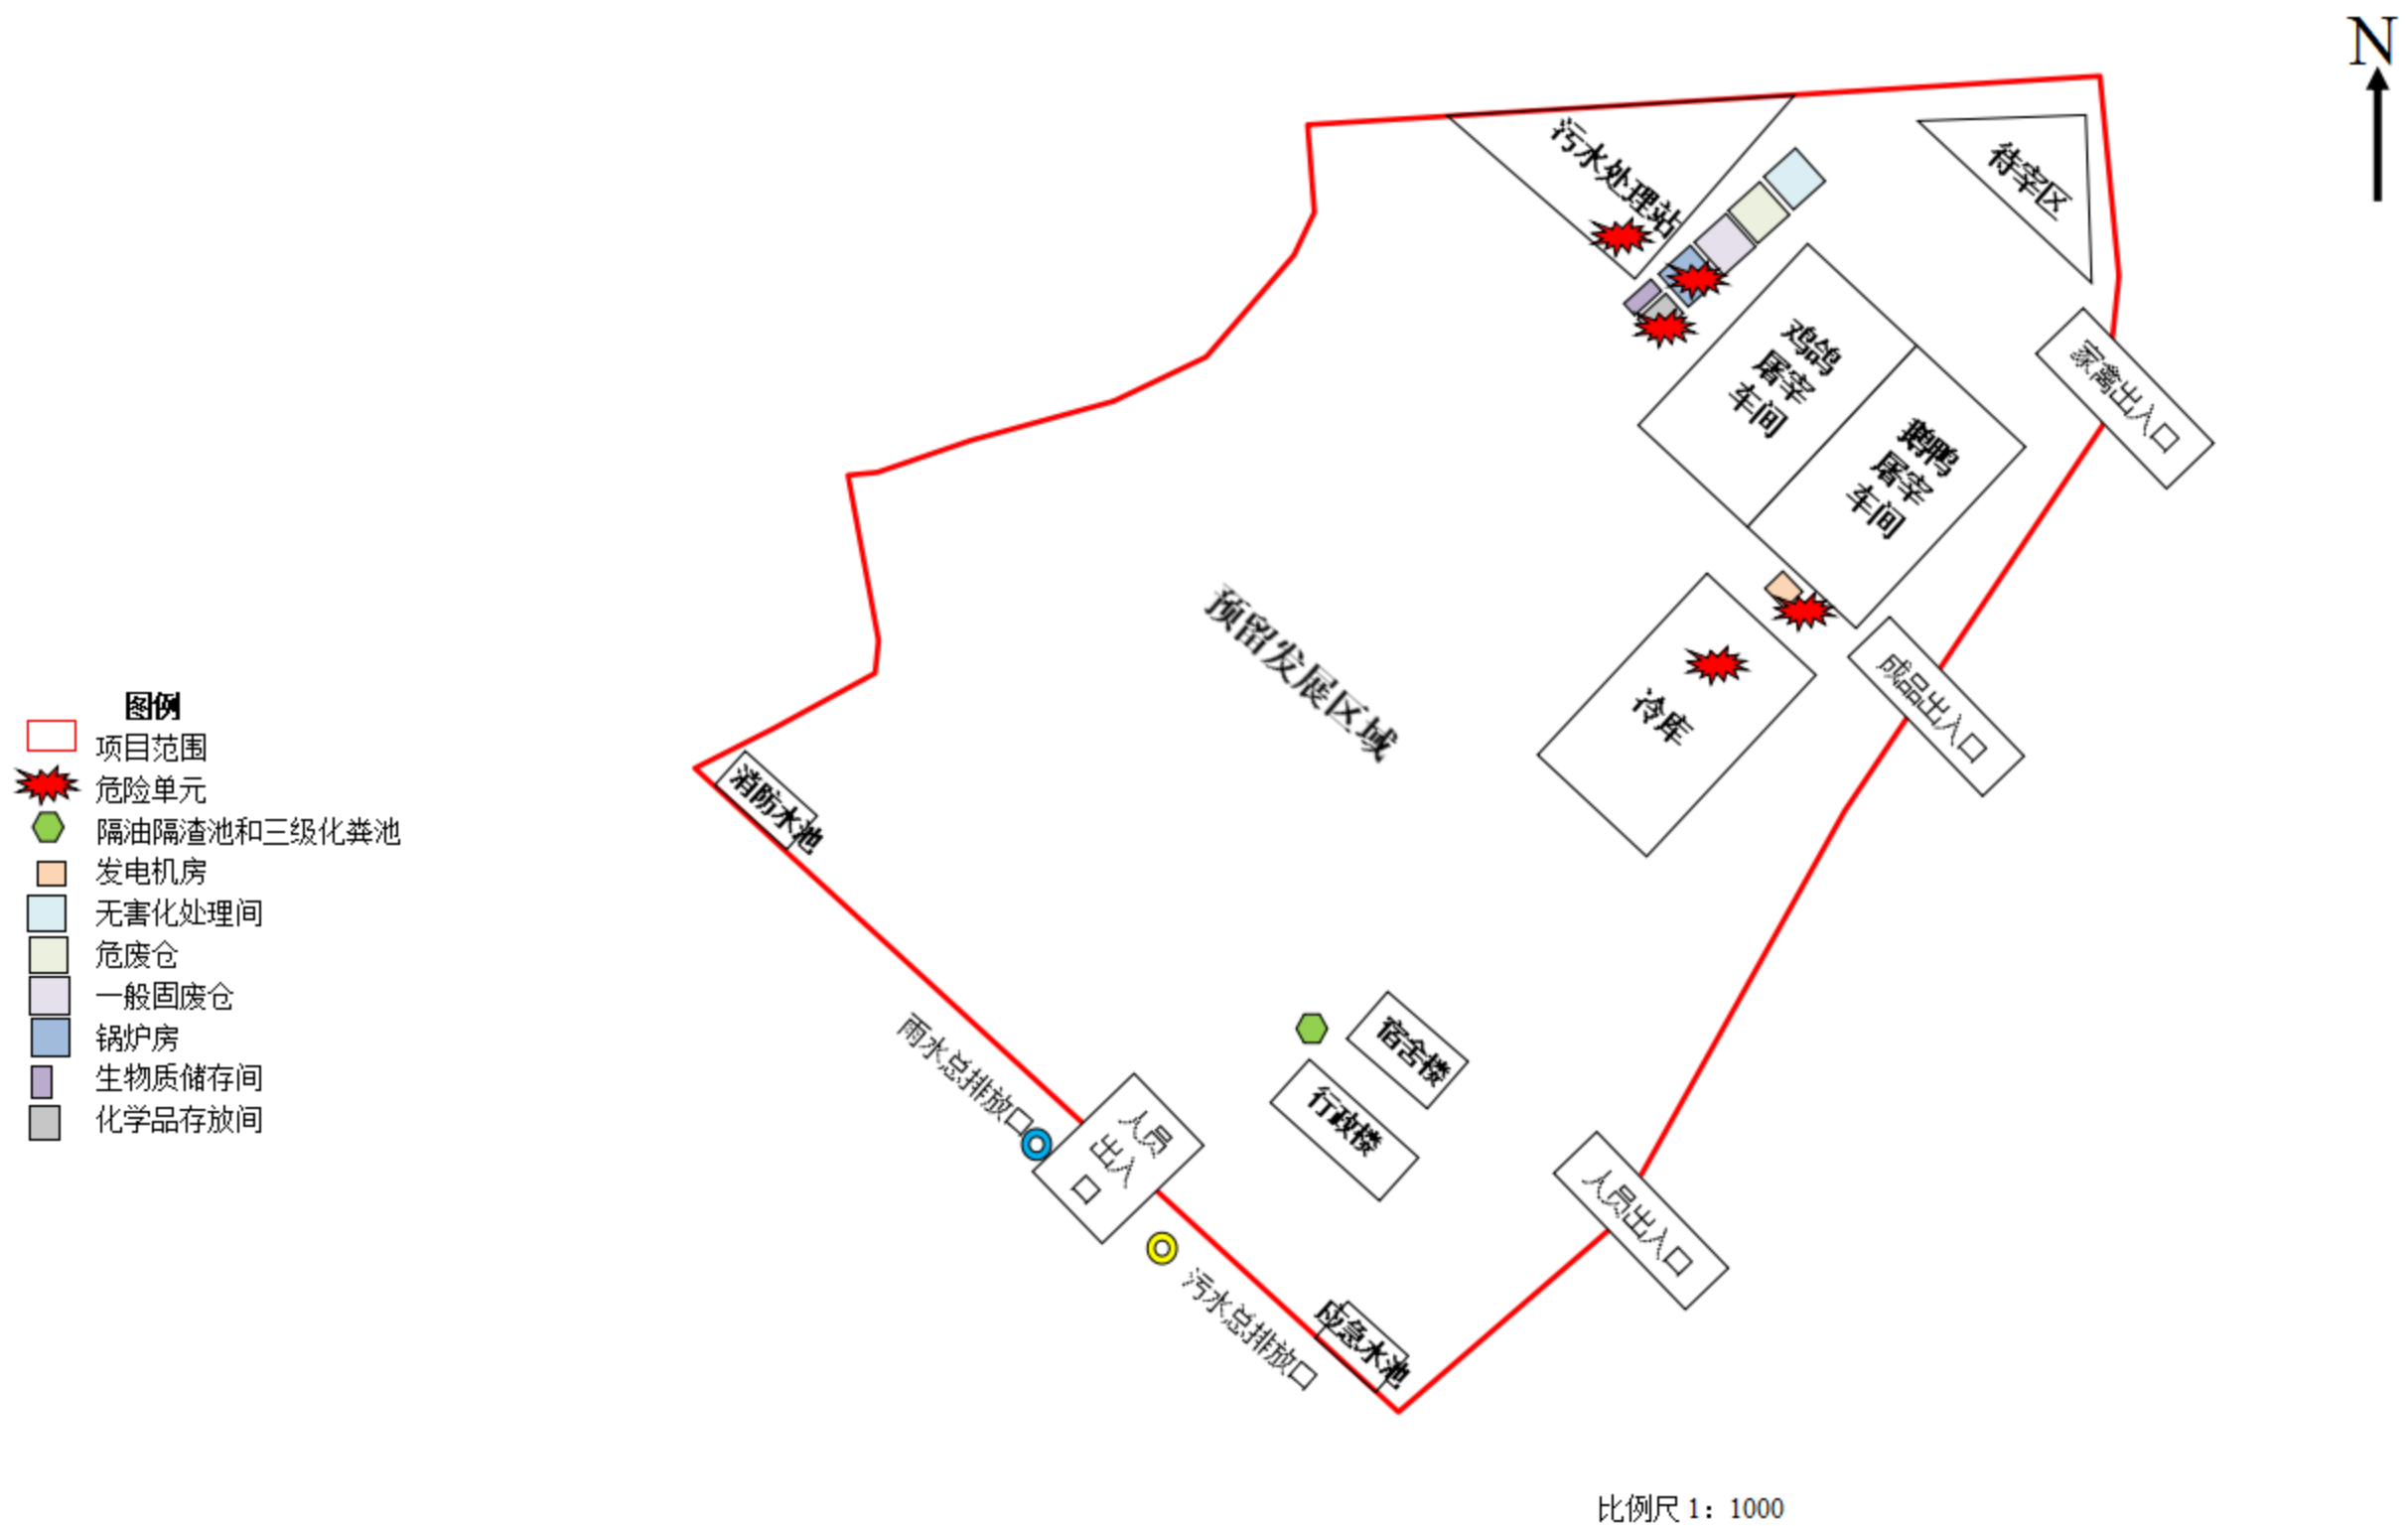 N
污水处理站
待宰区
鸡鸽
屠宰
车间
家禽出入口
鹅鸭
屠宰
车间
预留发展区域
成品出入口
冷库
图例
项目范围
危险单元
隔油隔渣池和三级化粪池
发电机房
无害化处理间
危废仓
一般固废仓
锅炉房
生物质储存间
化学品存放间
消防水池
雨水总排放口
宿舍楼
行政楼
人员
出入
口
人员出入口
污水总排放口
应急水池
比例尺 1：1000